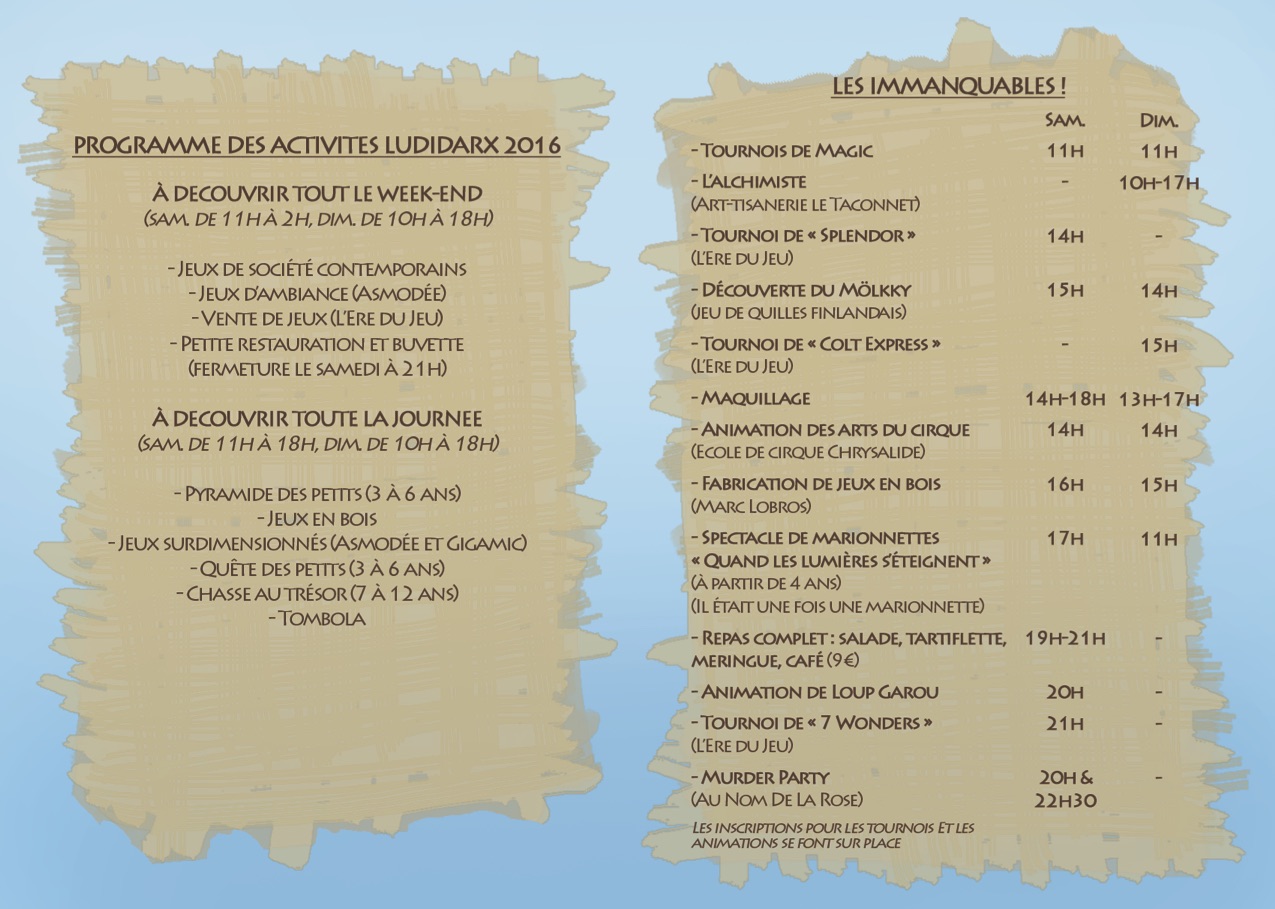 PROGRAMME DES ACTIVITES LUDIDARX 2016
À DECOUVRIR TOUT LE WEEK-END
(SAM. DE 11H À 2H, DIM. DE 10H À 18H)
- JEUX DE SOCIÉTÉ CONTEMPORAINS
- JEUX D'AMBIANCE (ASMODÉE)
- VENTE DE JEUX (L'ERE DU JEU)
- PETITE RESTAURATION ET BUVETTE
(FERMETURE LE SAMEDI À 21H)
À DECOUVRIR TOUTE LA JOURNEE
(SAM. DE 11H À 18H, DIM. DE 10H À 18H)
- PYRAMIDE DES PETITS (3 À 6 ANS)
- JEUX EN BOIS
- JEUX SURDIMENSIONNÉS (ASMODÉE ET GIGAMIC)
- QUÊTE DES PETITS (3 À 6 ANS)
- CHASSE AU TRÉSOR (7 À 12 ANS)
- TOMBOLA
LES IMMANQUABLES !
SAM. DIM.
- TOURNOIS DE MAGIC 11H 11H
- L'ALCHIMISTE - 10H-17H
(ART-TISANERIE LE TACONNET)
- TOURNOI DE « SPLENDOR » 14H -
(L'ERE DU JEU)
- DÉCOUVERTE DU MÖLKKY 15H 14H
(JEU DE QUILLES FINLANDAIS)
- TOURNOI DE « COLT EXPRESS » - 15H
(L'ERE DU JEU)
- MAQUILLAGE 14H-18H 13H-17H
- ANIMATION DES ARTS DU CIRQUE 14H 14H
(ECOLE DE CIRQUE CHRYSALIDE)
- FABRICATION DE JEUX EN BOIS 16H 15H
(MARC LOBROS)
- SPECTACLE DE MARIONNETTES 17H 11H
« QUAND LES LUMIÈRES S'ÉTEIGNENT »
(À PARTIR DE 4 ANS)
(IL ÉTAIT UNE FOIS UNE MARIONNETTE)
- REPAS COMPLET : SALADE, TARTIFLETTE, 19H-21H -
MERINGUE, CAFÉ (9€)
- ANIMATION DE LOUP GAROU 20H -
- TOURNOI DE « 7 WONDERS » 21H -
(L'ERE DU JEU)
- MURDER PARTY 20H & -
(AU NOM DE LA ROSE) 22H30
LES INSCRIPTIONS POUR LES TOURNOIS ET LES
ANIMATIONS SE FONT SUR PLACE